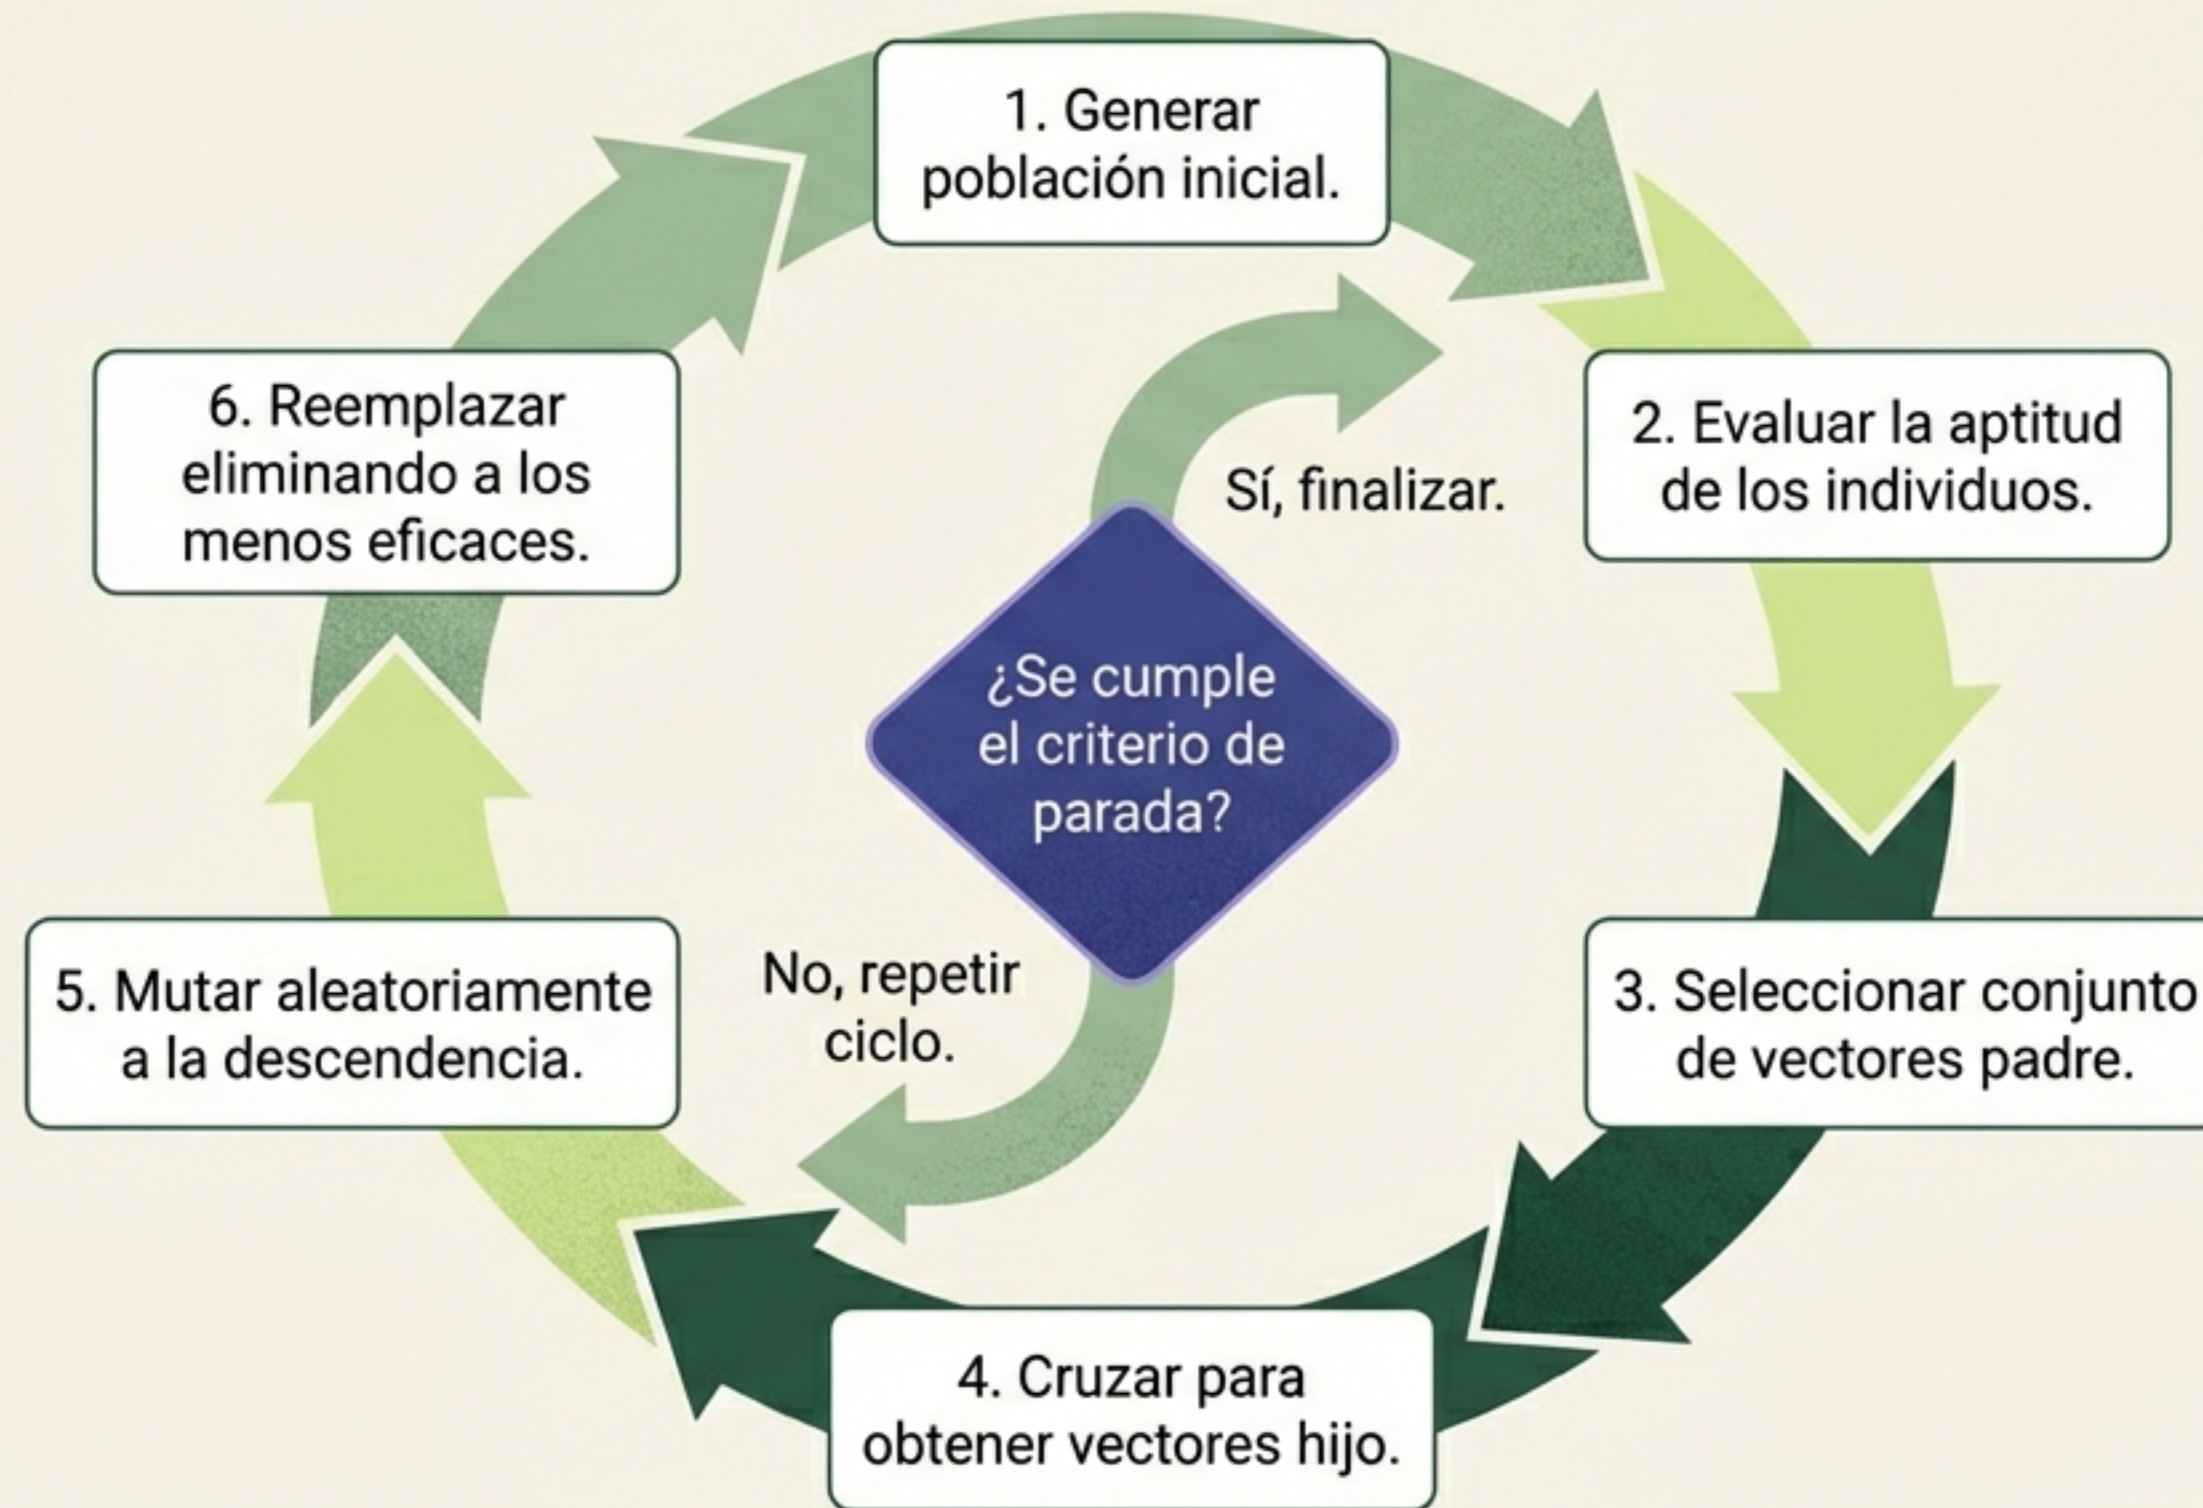 1. Generar
población inicial.
2. Evaluar la aptitud
de los individuos.
3. Seleccionar conjunto
de vectores padre.
4. Cruzar para
obtener vectores hijo.
5. Mutar aleatoriamente
a la descendencia.
6. Reemplazar
eliminando a los
menos eficaces.
¿Se cumple
el criterio de
parada?
Sí, finalizar.
No, repetir
ciclo.